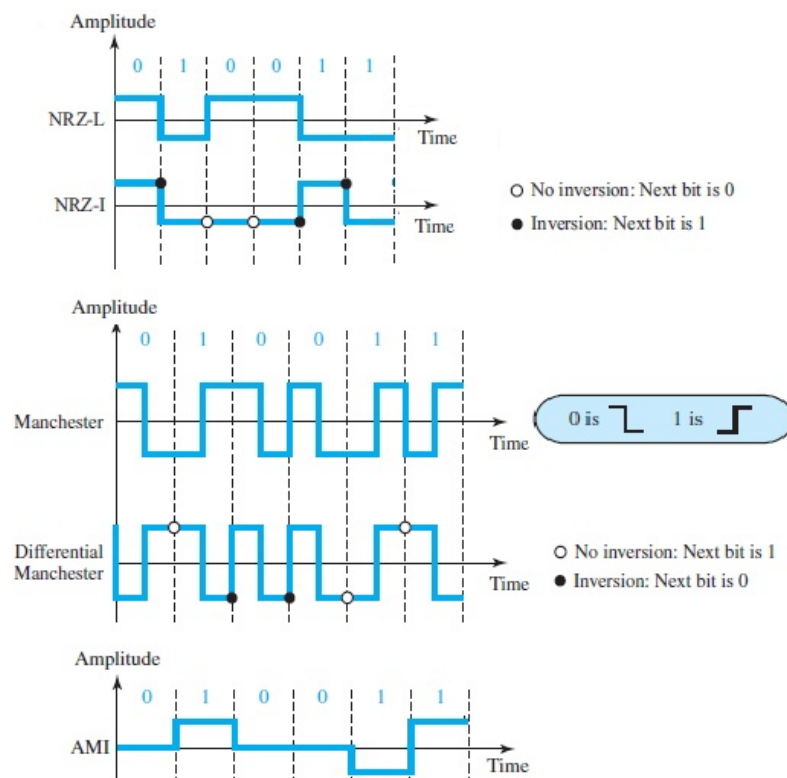 Amplitude
0 1 0 0 1 1
NRZ-L
Time
NRZ-I
Time
No inversion: Next bit is 0
Inversion: Next bit is 1
Amplitude
0 1 0 0 1 1
Manchester
Time
0 is 1 is
Differential
Manchester
Time
No inversion: Next bit is 1
Inversion: Next bit is 0
Amplitude
0 1 0 0 1 1
AMI
Time